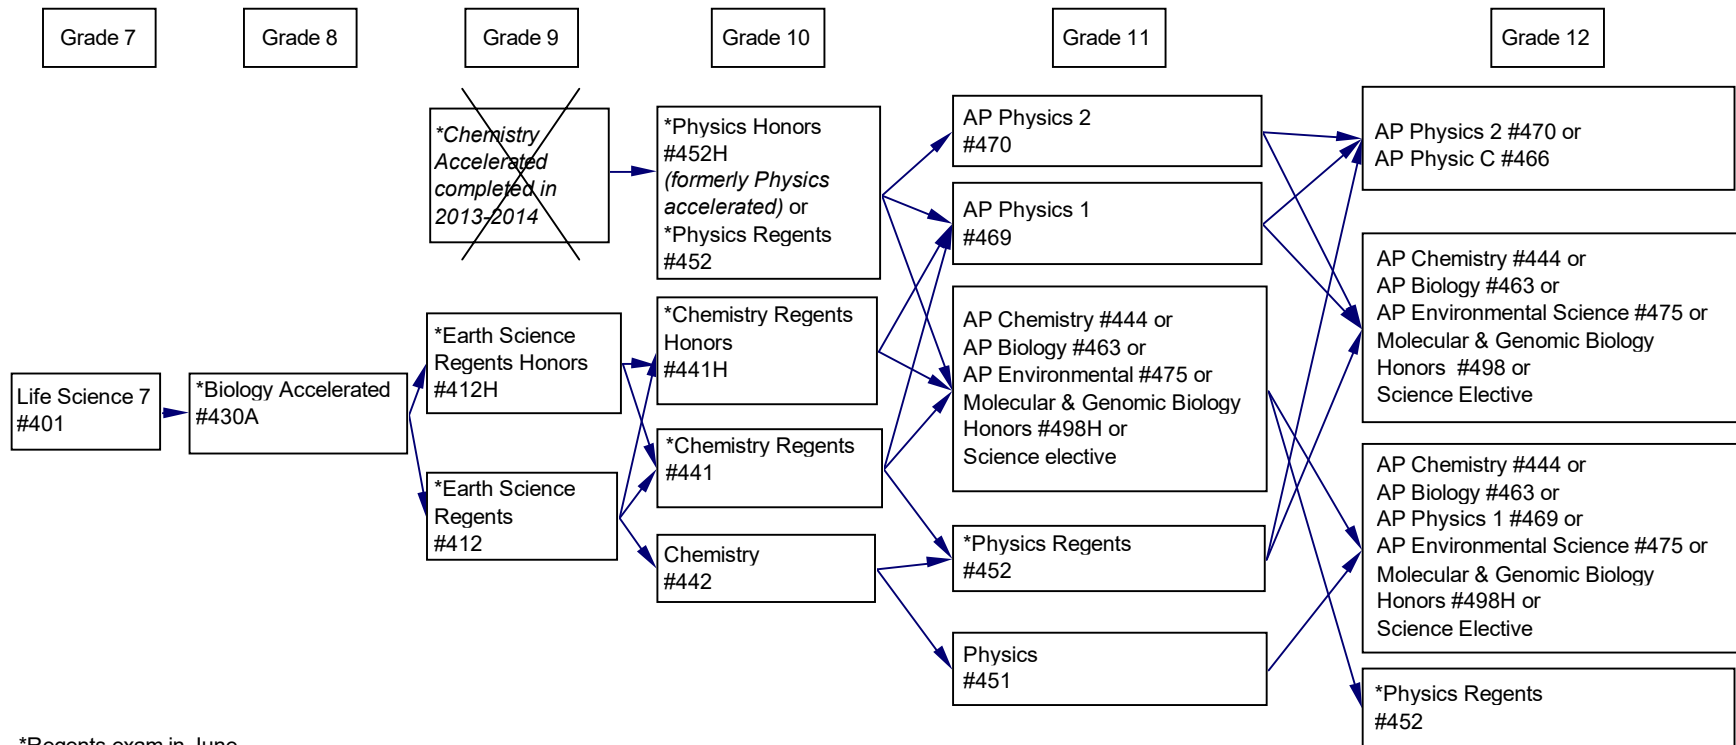 Grade 7
Grade 8
Grade 9
Grade 10
Grade 11
Grade 12
*Chemistry
Accelerated
completed in
2013-2014
*Physics Honors
#452H
(formerly Physics
accelerated) or
*Physics Regents
#452
AP Physics 2
#470
AP Physics 2 #470 or
AP Physic C #466
AP Physics 1
#469
Life Science 7
#401
*Biology Accelerated
#430A
*Earth Science
Regents Honors
#412H
*Earth Science
Regents
#412
*Chemistry Regents
Honors
#441H
*Chemistry Regents
#441
Chemistry
#442
AP Chemistry #444 or
AP Biology #463 or
AP Environmental #475 or
Molecular & Genomic Biology
Honors #498H or
Science elective
*Physics Regents
#452
Physics
#451
AP Chemistry #444 or
AP Biology #463 or
AP Environmental Science #475 or
Molecular & Genomic Biology
Honors #498 or
Science Elective
AP Chemistry #444 or
AP Biology #463 or
AP Physics 1 #469 or
AP Environmental Science #475 or
Molecular & Genomic Biology
Honors #498H or
Science Elective
*Physics Regents
#452
*Regents exam in June